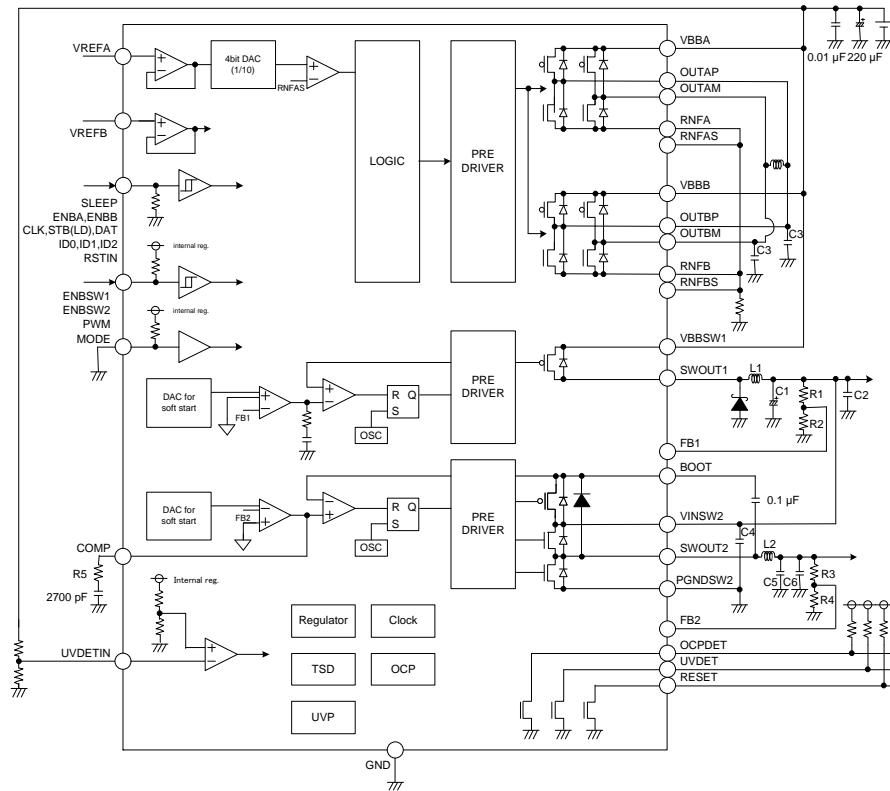 VREFA
4bit DAC
(1/10)
RNFAS
VREFB
SLEEP
ENBA,ENBB
CLK,STB(LD),DAT
ID0,ID1,ID2
RSTIN
internal reg.
ENBSW1
ENBSW2
PWM
MODE
internal reg.
LOGIC
PRE
DRIVER
VBBA
OUTAP
OUTAM
RNFA
RNFAS
VBBB
OUTBP
OUTBM
RNFB
RNFBS
C3
C3
0.01 µF
220 µF
DAC for
soft start
FB1
OSC
R
Q
S
PRE
DRIVER
VBBSW1
SWOUT1
L1
C1
R1
R2
C2
FB1
BOOT
0.1 µF
DAC for
soft start
FB2
OSC
R
Q
S
PRE
DRIVER
VINSW2
C4
SWOUT2
L2
PGNDSW2
C5
C6
R3
R4
FB2
COMP
R5
2700 pF
Internal reg.
UVDETIN
Regulator
Clock
TSD
OCP
UVP
OCPDET
UVDET
RESET
GND